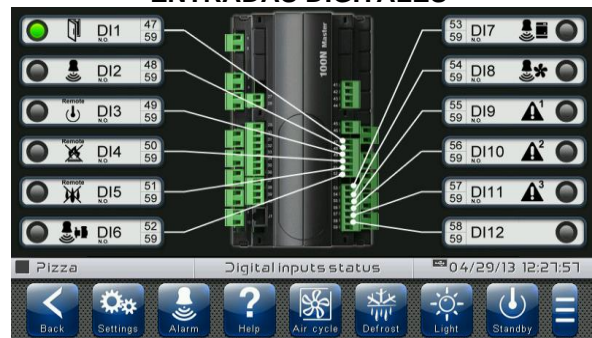 ENTRADAS DIGITALES
DI1 N.O. 47 59
DI2 N.O. 48 59
Remote DI3 N.O. 49 59
Remote DI4 N.O. 50 59
Remote DI5 N.O. 51 59
DI6 N.O. 52 59
100N Master
53 59 DI7 N.O.
54 59 DI8 N.O.
55 59 DI9 N.O. 1
56 59 DI10 N.O. 2
57 59 DI11 N.O. 3
58 59 DI12
Pizza Digital inputs status 04/29/13 12:27:57
Back Settings Alarm ? Help Air cycle Defrost Light Standby